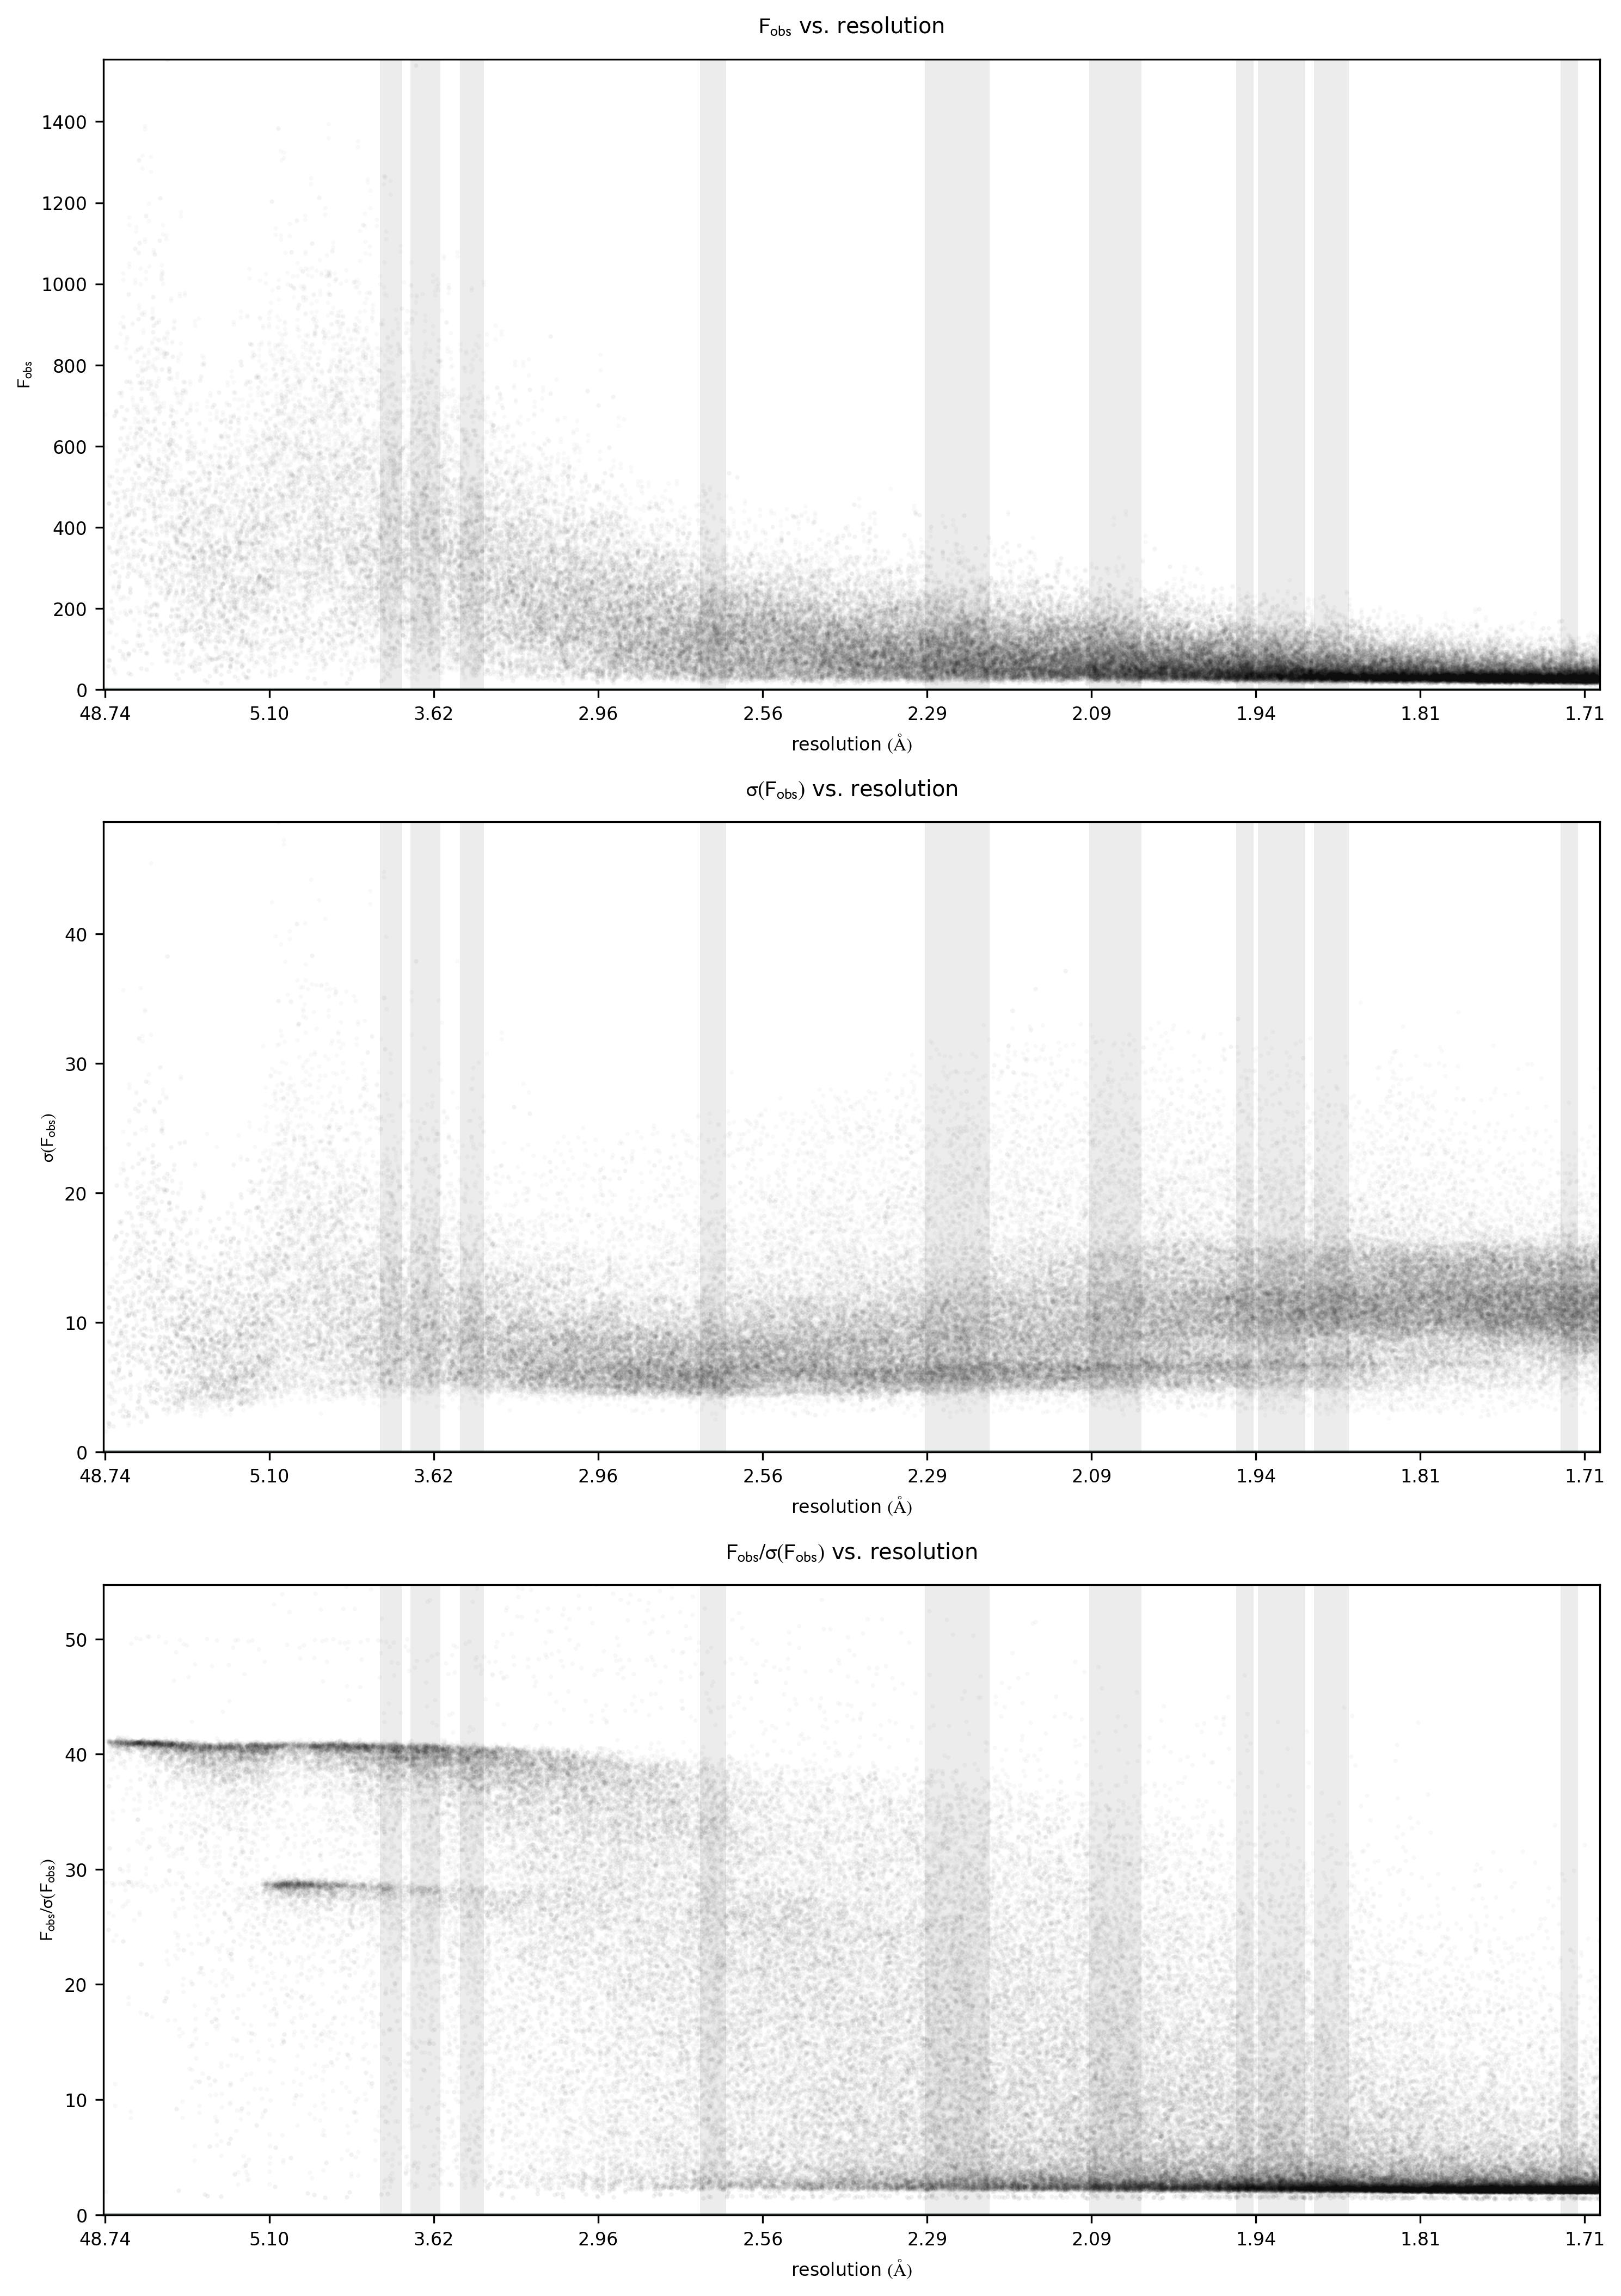 Fobs vs. resolution
1400
1200
1000
800
600
400
200
0
Fobs
48.74 5.10 3.62 2.96 2.56 2.29 2.09 1.94 1.81 1.71
resolution (Å)
σ(Fobs) vs. resolution
40
30
20
10
0
σ(Fobs)
48.74 5.10 3.62 2.96 2.56 2.29 2.09 1.94 1.81 1.71
resolution (Å)
Fobs/σ(Fobs) vs. resolution
50
40
30
20
10
0
Fobs/σ(Fobs)
48.74 5.10 3.62 2.96 2.56 2.29 2.09 1.94 1.81 1.71
resolution (Å)